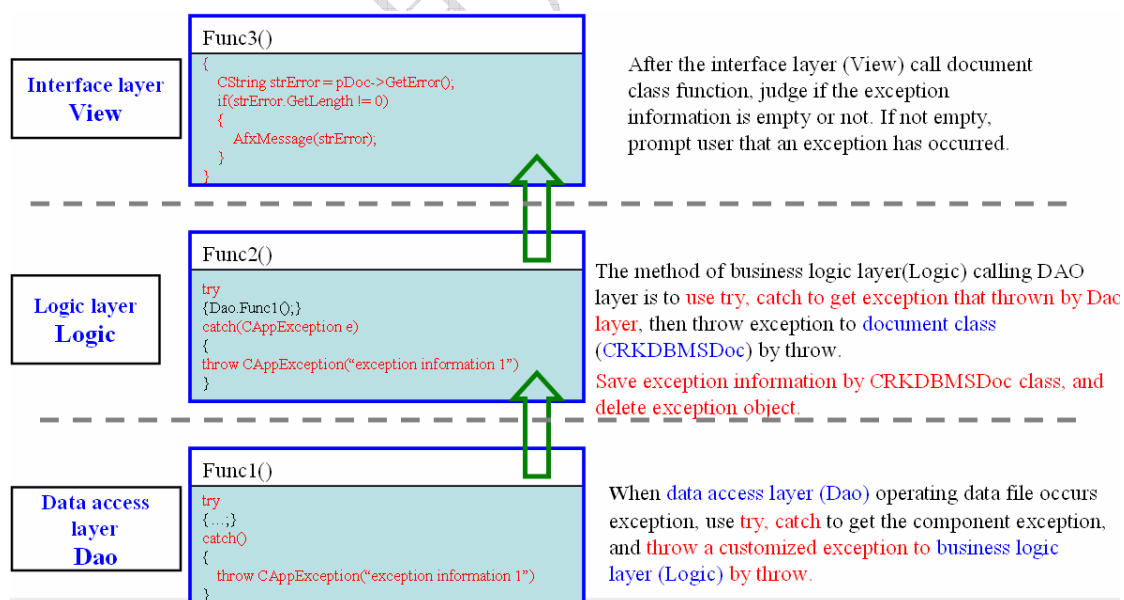 Func3()
{
CString strError = pDoc->GetError();
if(strError.GetLength != 0)
{
AfxMessage(strError);
}
}
Interface layer
View
After the interface layer (View) call document
class function, judge if the exception
information is empty or not. If not empty,
prompt user that an exception has occurred.
Func2()
try
{Dao.Func1();}
catch(CAppException e)
{
throw CAppException(“exception information 1”)
}
Logic layer
Logic
The method of business logic layer(Logic) calling DAO
layer is to use try, catch to get exception that thrown by Dao
layer, then throw exception to document class
(CRKDBMSDoc) by throw.
Save exception information by CRKDBMSDoc class, and
delete exception object.
Func1()
try
{...;}
catch()
{
throw CAppException(“exception information 1”)
}
Data access
layer
Dao
When data access layer (Dao) operating data file occurs
exception, use try, catch to get the component exception,
and throw a customized exception to business logic
layer (Logic) by throw.